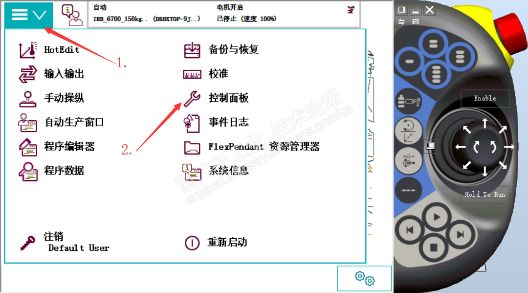 自动
电机开启
IRB_6700_150kg.. (DESKTOP-9J..)
已停止 (速度 100%)
1.
HotEdit
备份与恢复
输入输出
校准
手动操纵
控制面板
2.
自动生产窗口
事件日志
程序编辑器
FlexPendant 资源管理器
程序数据
系统信息
注销
Default User
重新启动
Enable
Hold To Run